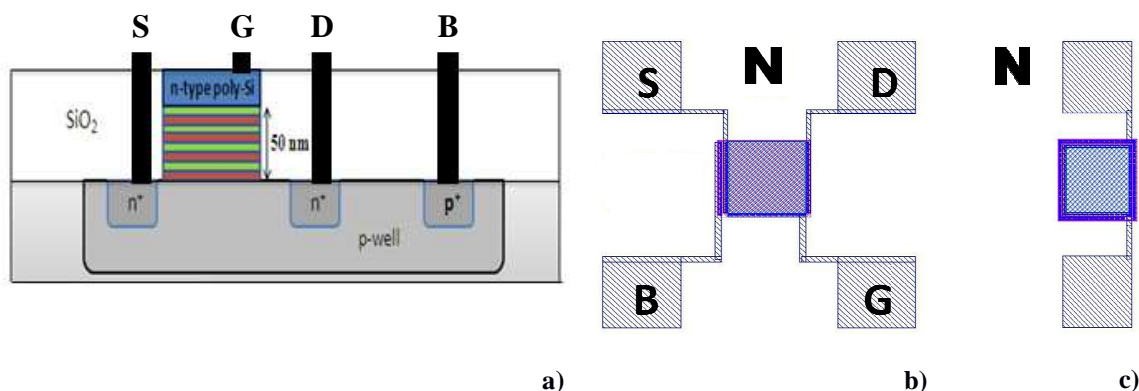 S G D B
n-type poly-Si
SiO2
50 nm
n+ n+ p+
p-well
a)
S N D
B G
b)
N
c)